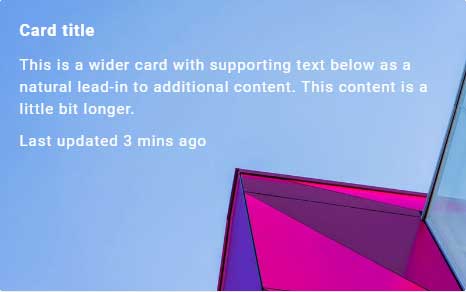 Card title
This is a wider card with supporting text below as a
natural lead-in to additional content. This content is a
little bit longer.
Last updated 3 mins ago